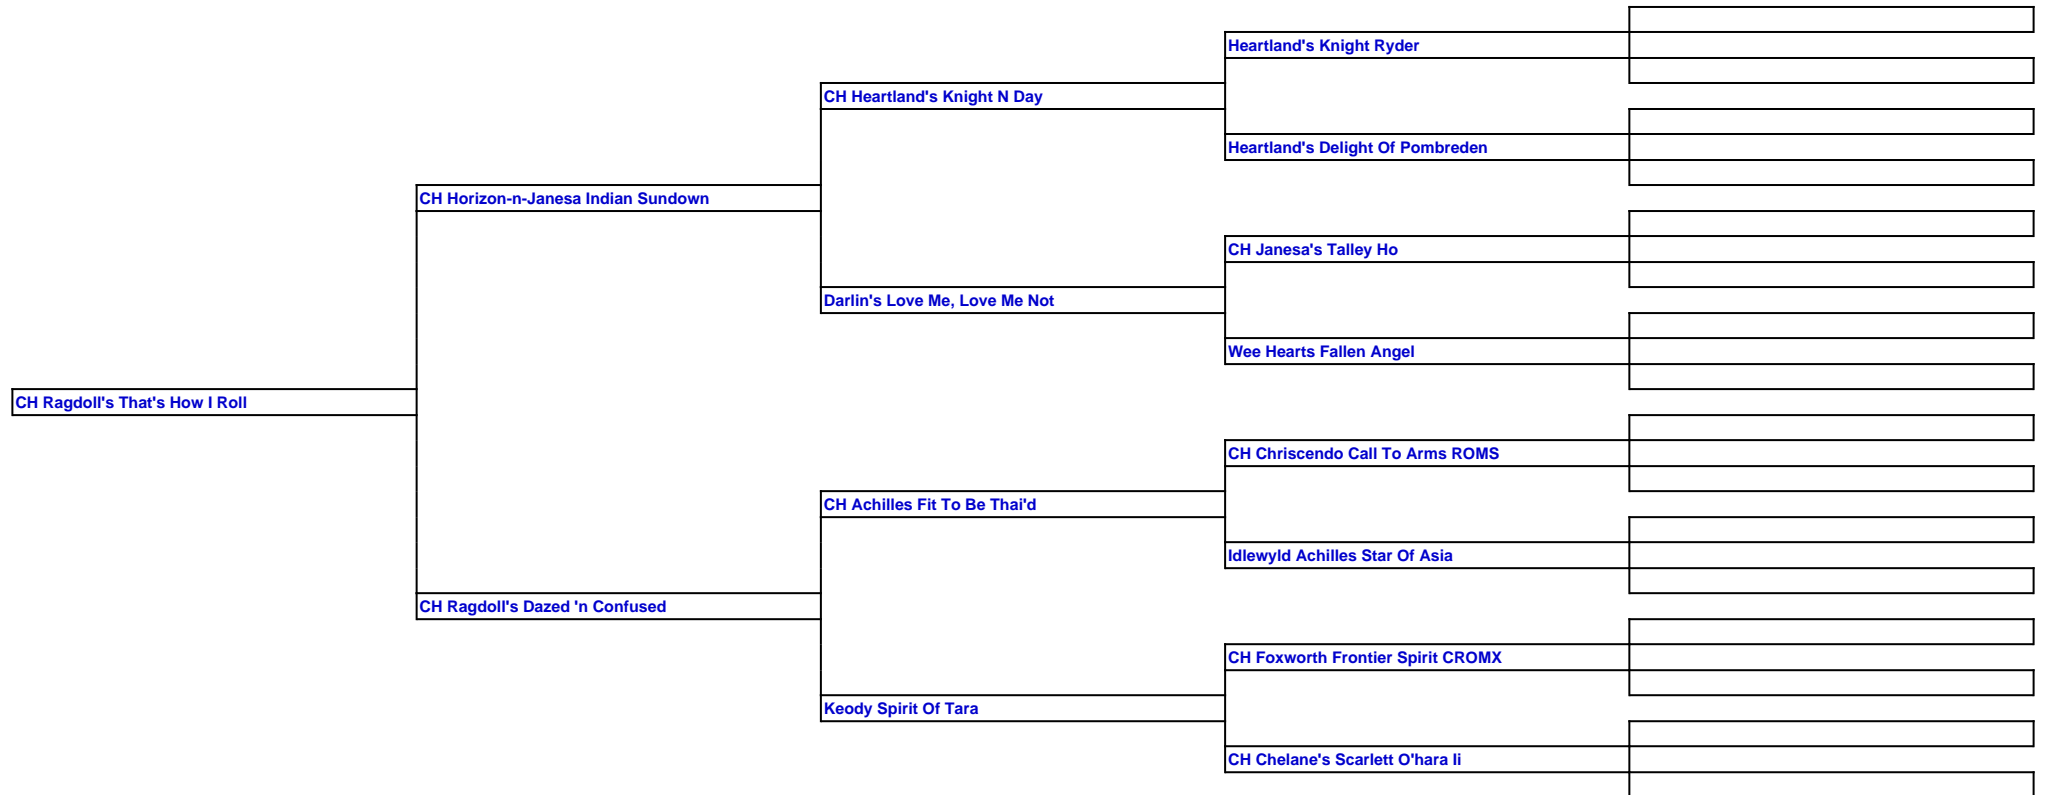 Heartland's Knight Ryder
CH Heartland's Knight N Day
Heartland's Delight Of Pombreden
CH Horizon-n-Janesa Indian Sundown
CH Janesa's Talley Ho
Darlin's Love Me, Love Me Not
Wee Hearts Fallen Angel
CH Ragdoll's That's How I Roll
CH Chriscendo Call To Arms ROMS
CH Achilles Fit To Be Thai'd
Idlewyld Achilles Star Of Asia
CH Ragdoll's Dazed 'n Confused
CH Foxworth Frontier Spirit CROMX
Keody Spirit Of Tara
CH Chelane's Scarlett O'hara Ii